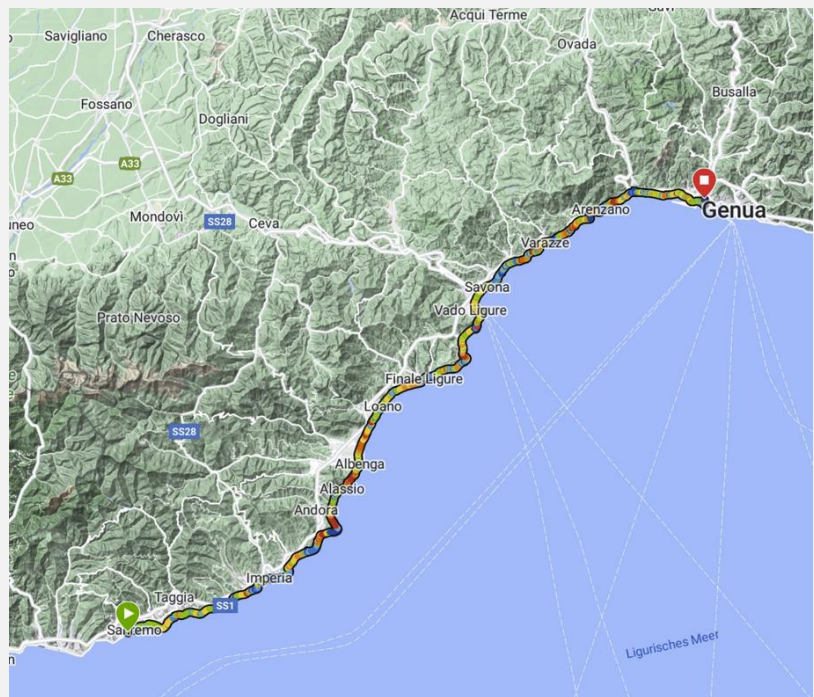 Acqui Terme
Savigliano
Cherasco
Ovada
Busalla
Fossano
Dogliani
A33
A33
Mondovì
SS28
Ceva
Arenzano
Genua
Varazze
Savona
Vado Ligure
Prato Nevoso
Finale Ligure
Loano
SS28
Albenga
Alassio
Andora
Imperia
Taggia
SS1
Ligurisches Meer